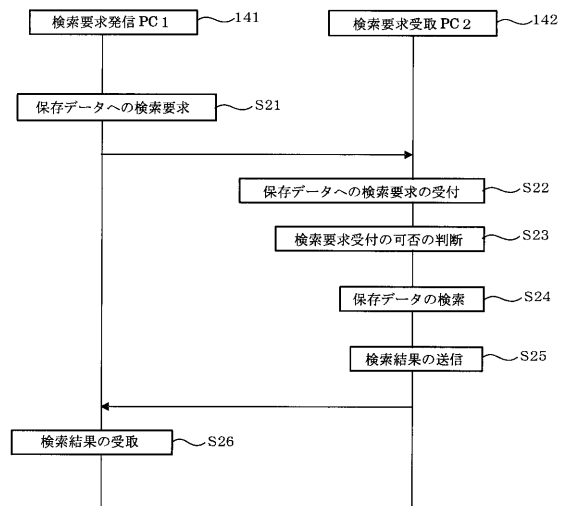 検索要求発信PC1 141
検索要求受取PC2 142
保存データへの検索要求 S21
保存データへの検索要求の受付 S22
検索要求受付の可否の判断 S23
保存データの検索 S24
検索結果の送信 S25
検索結果の受取 S26